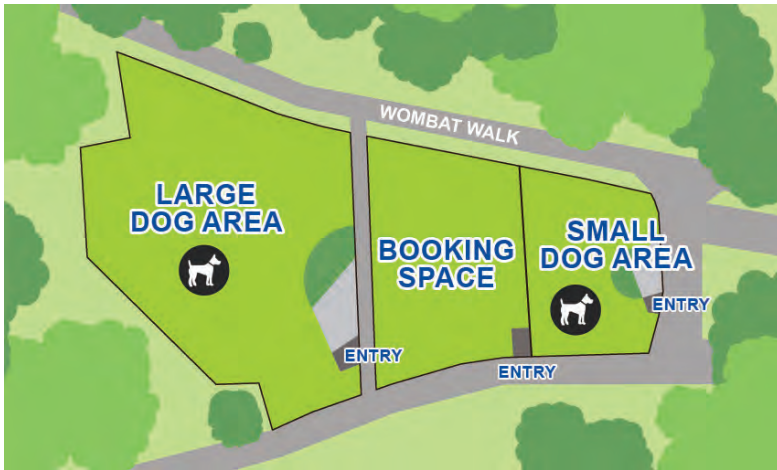 WOMBAT WALK
LARGE
DOG AREA
BOOKING
SPACE
SMALL
DOG AREA
ENTRY
ENTRY
ENTRY